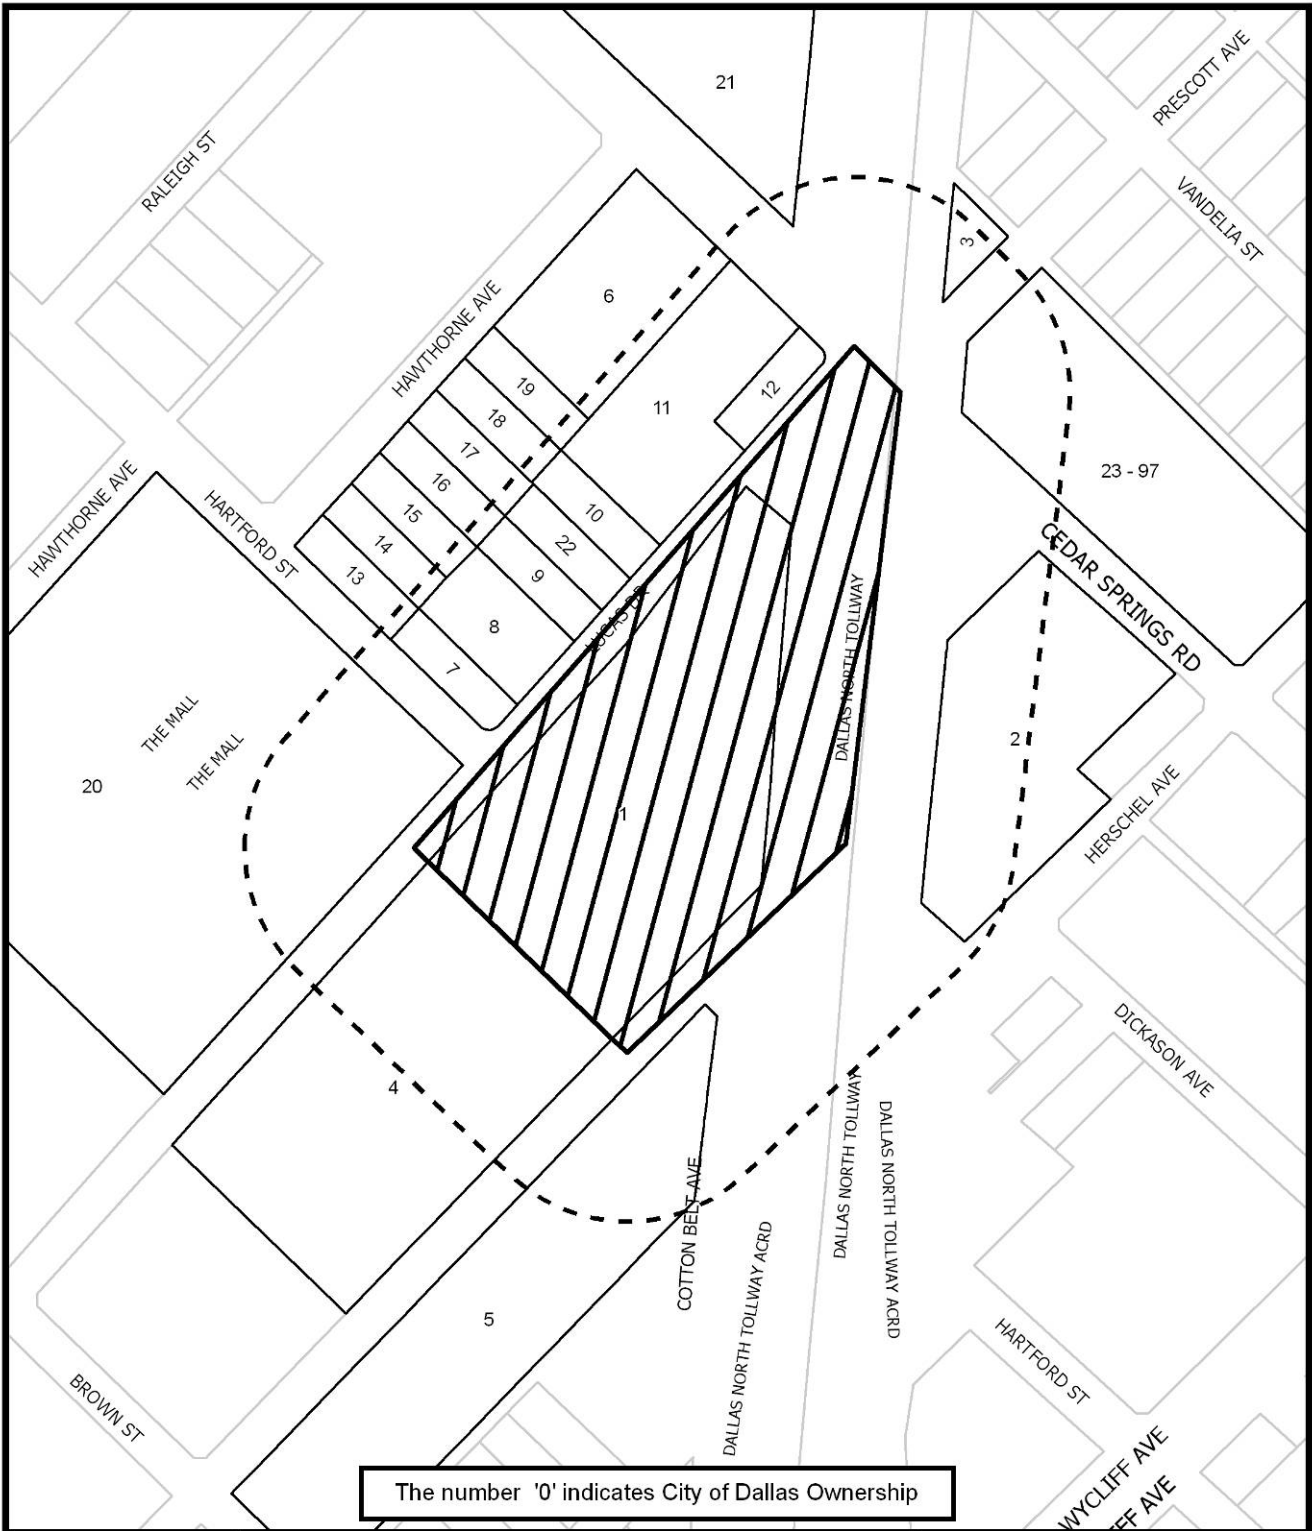 21
PRESCOTT AVE
RALEIGH ST
VANDELIA ST
3
6
HAWTHORNE AVE
19
12
11
18
17
23 - 97
16
HAWTHORNE AVE
HARTFORD ST
15
10
14
22
CEDAR SPRINGS RD
13
9
8
LUCAS DR
DALLAS NORTH TOLLWAY
7
THE MALL
THE MALL
2
20
1
HERSCHEL AVE
4
DICKASON AVE
DALLAS NORTH TOLLWAY
DALLAS NORTH TOLLWAY ACRD
COTTON BELT AVE
DALLAS NORTH TOLLWAY ACRD
5
HARTFORD ST
BROWN ST
WYCLIFF AVE
FF AVE
The number '0' indicates City of Dallas Ownership